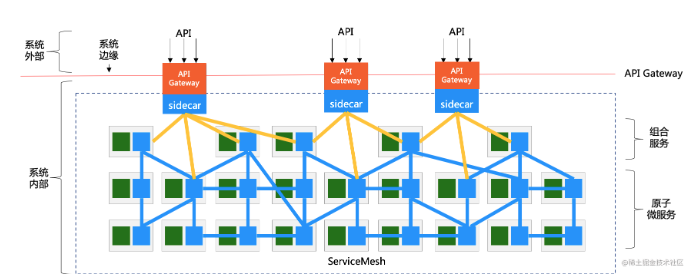 API
API
API
系统
外部
系统
边缘
API
Gateway
API
Gateway
API
Gateway
API Gateway
sidecar
sidecar
sidecar
组合
服务
系统
内部
原子
微服务
ServiceMesh
@稀土掘金技术社区